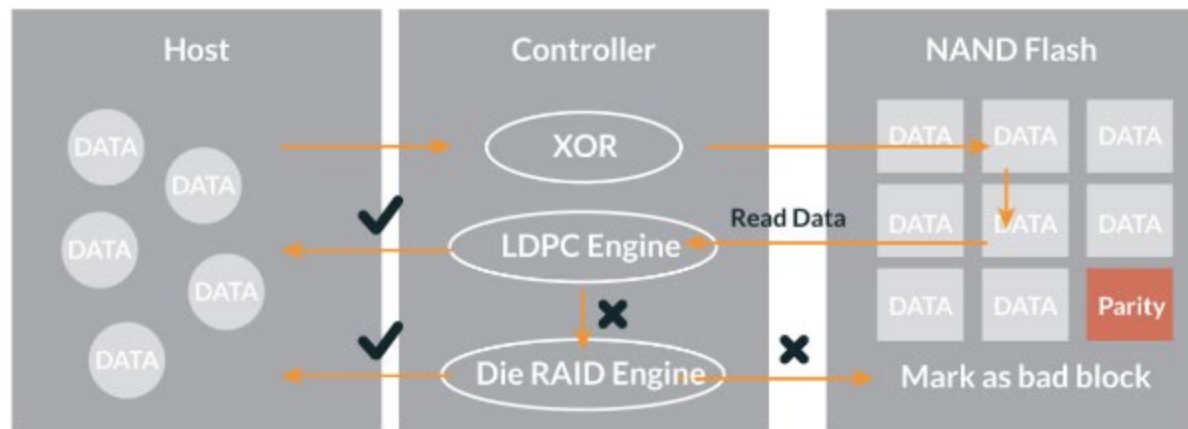 Host
Controller
NAND Flash
DATA
DATA
DATA
DATA
DATA
XOR
LDPC Engine
Die RAID Engine
Read Data
DATA DATA DATA
DATA DATA DATA
DATA DATA Parity
Mark as bad block